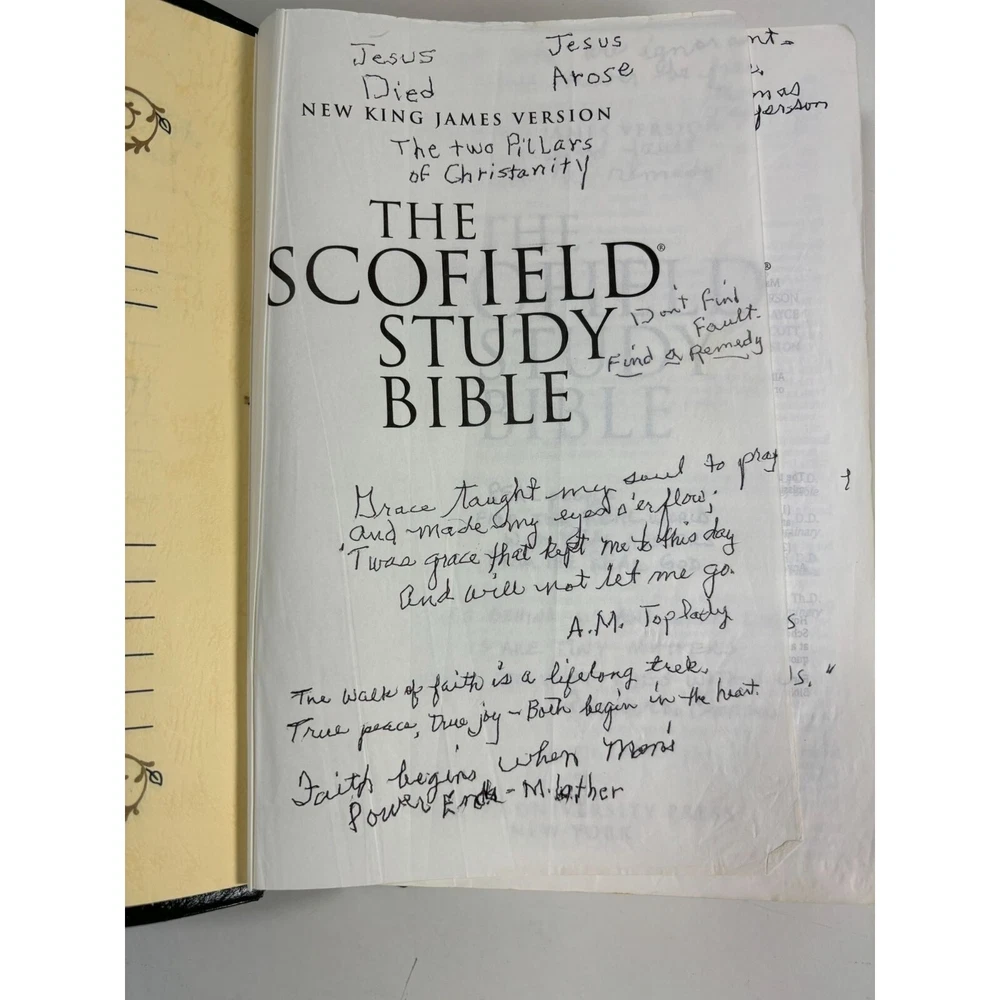 Jesus Jesus
Died Arose
NEW KING JAMES VERSION
The two Pillars
of Christanity
THE
SCOFIELD®
STUDY
BIBLE
Don't Find
Fault.
Find a Remedy
Grace taught my soul to pray
and made my eyes o'erflow;
'Twas grace that kept me to this day
And will not let me go.
A.M. Toplady
The walk of faith is a lifelong trek.
True peace, true joy - Both begin in the heart.
Faith begins when Man's
Power Ends - M. Luther